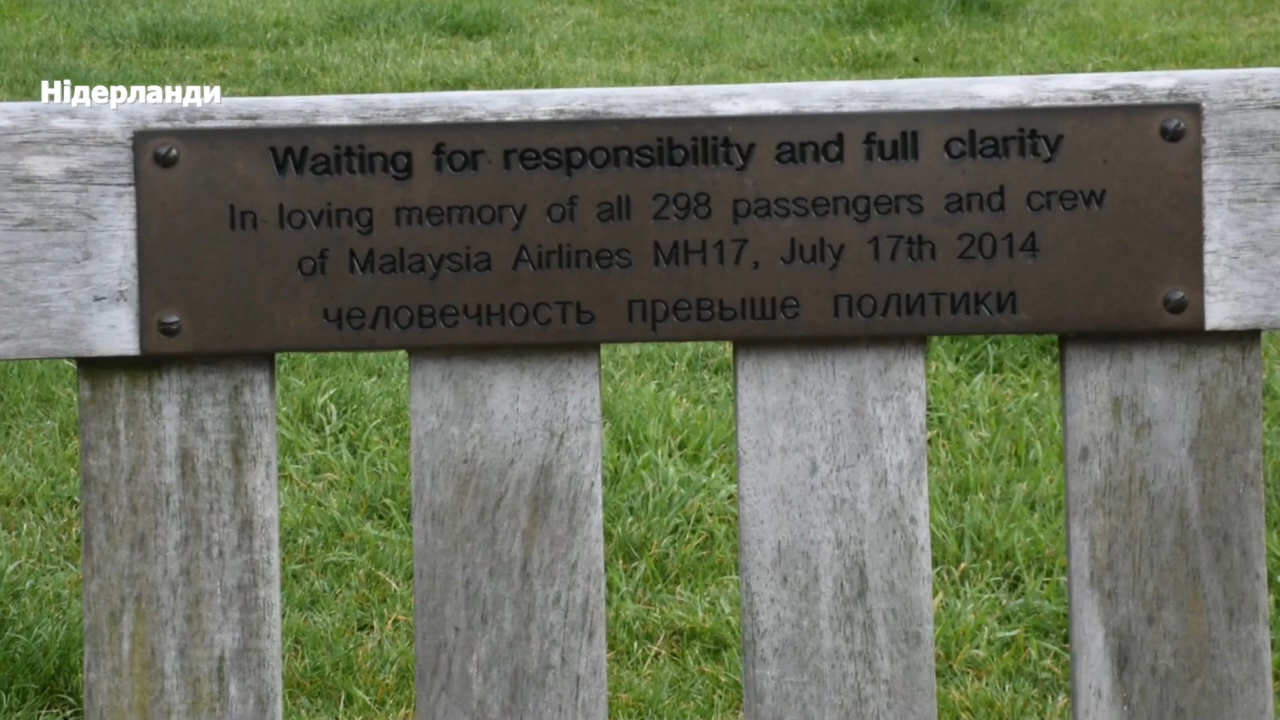 Нідерланди
Waiting for responsibility and full clarity
In loving memory of all 298 passengers and crew
of Malaysia Airlines MH17, July 17th 2014
человечность превыше политики